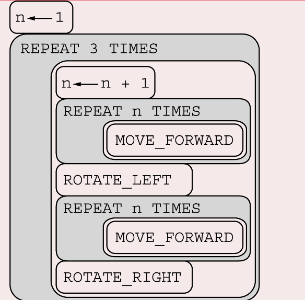 n ← 1
REPEAT 3 TIMES
n ← n + 1
REPEAT n TIMES
MOVE_FORWARD
ROTATE_LEFT
REPEAT n TIMES
MOVE_FORWARD
ROTATE_RIGHT